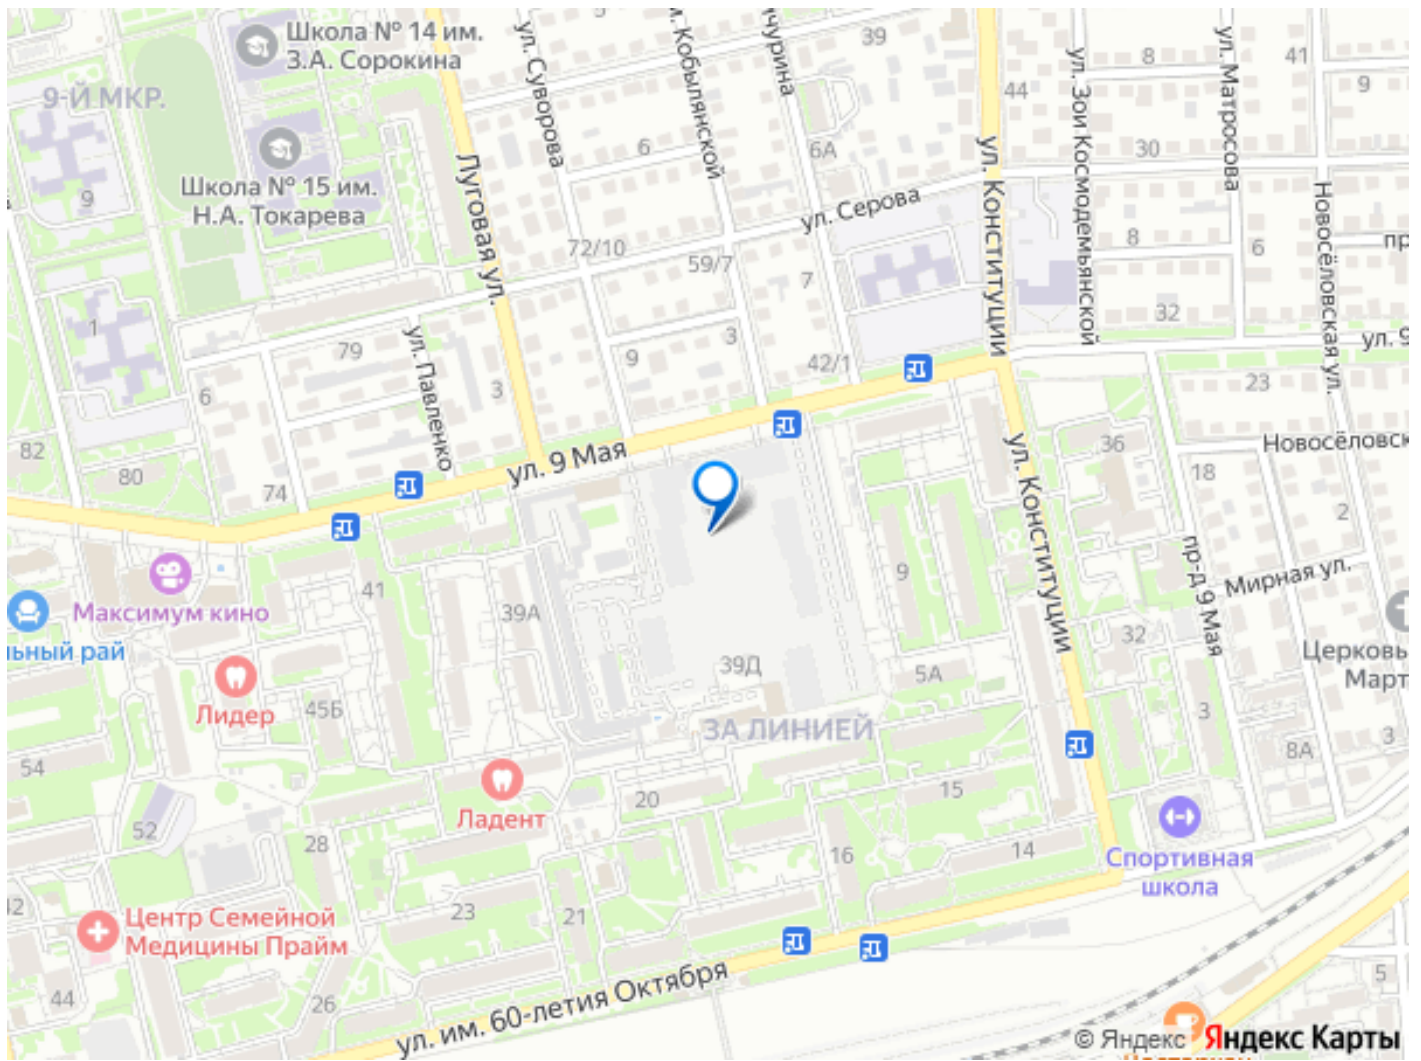 Школа № 14 им.
З.А. Сорокина
ул. Суворова
Кобылянской
39
44
8
ул. Зои Космодемьянской
ул. Матросова
41
9
9-Й МКР.
9
Школа № 15 им.
Н.А. Токарева
Луговая ул.
6
6А
ул. Серова
ул. Конституции
30
8
6
Новосёловская ул.
72/10
59/7
7
32
1
79
ул. Павленко
3
9
3
42/1
23
6
82
80
74
ул. 9 Мая
ул. Конституции
36
18
2
пр-д 9 Мая
Мирная ул.
Максимум кино
41
39А
9
32
Церковь
Март
ьный рай
Лидер
45Б
39Д
5А
3
3
8А
ЗА ЛИНИЕЙ
54
Ладент
20
15
52
28
16
14
Спортивная
школа
Центр Семейной
Медицины Прайм
23
21
44
26
5
ул. им. 60-летия Октября
© Яндекс Яндекс Карты